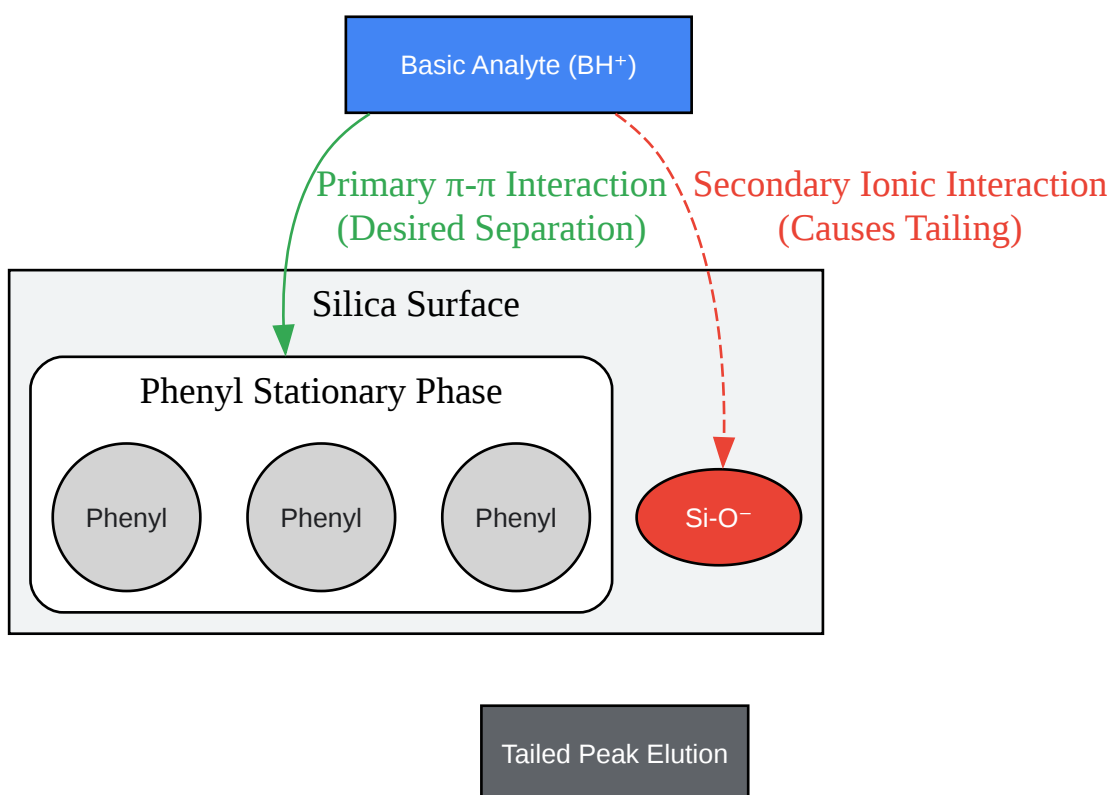 Basic Analyte (BH⁺)
Primary π-π Interaction
(Desired Separation)
Secondary Ionic Interaction
(Causes Tailing)
Silica Surface
Phenyl Stationary Phase
Phenyl
Phenyl
Phenyl
Si-O⁻
Tailed Peak Elution